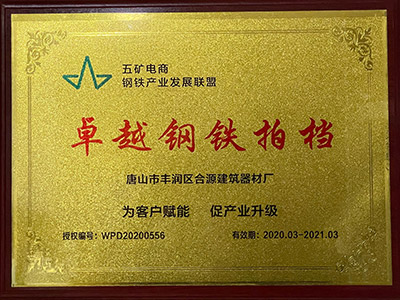 五矿电商
钢铁产业发展联盟
卓越钢铁拍档
唐山市丰润区合源建筑器材厂
为客户赋能 促产业升级
授权编号：WPD20200556 有效期：2020.03-2021.03